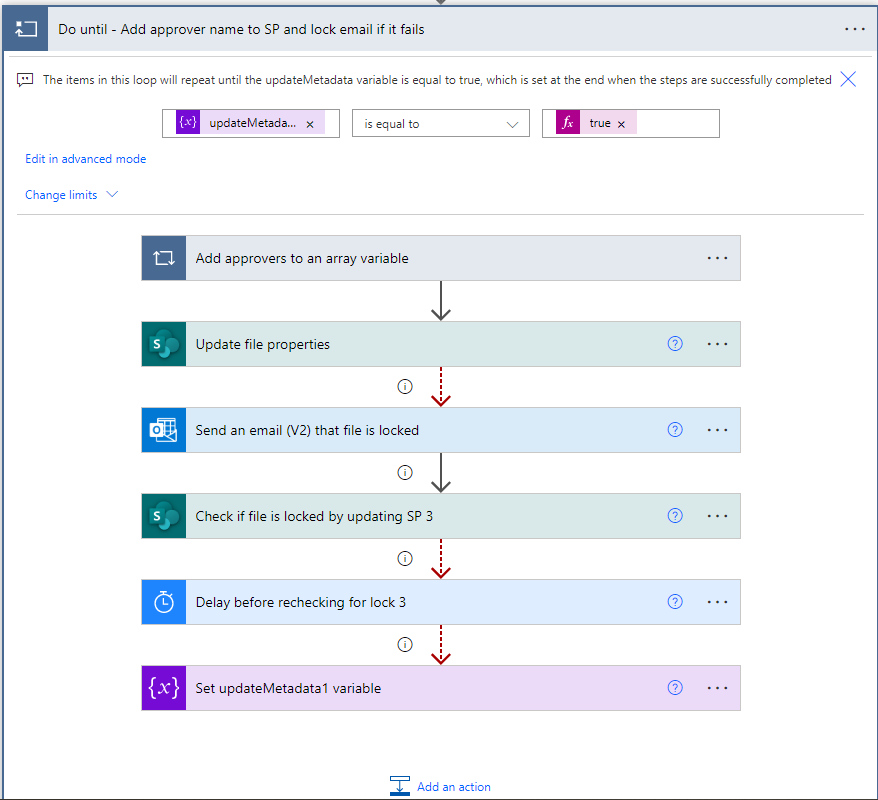 Do until - Add approver name to SP and lock email if it fails
The items in this loop will repeat until the updateMetadata variable is equal to true, which is set at the end when the steps are successfully completed
{x} updateMetada... x is equal to fx true x
Edit in advanced mode
Change limits
Add approvers to an array variable
S Update file properties ?
i
O Send an email (V2) that file is locked ?
i
S Check if file is locked by updating SP 3 ?
i
Delay before rechecking for lock 3 ?
i
{x} Set updateMetadata1 variable ?
Add an action